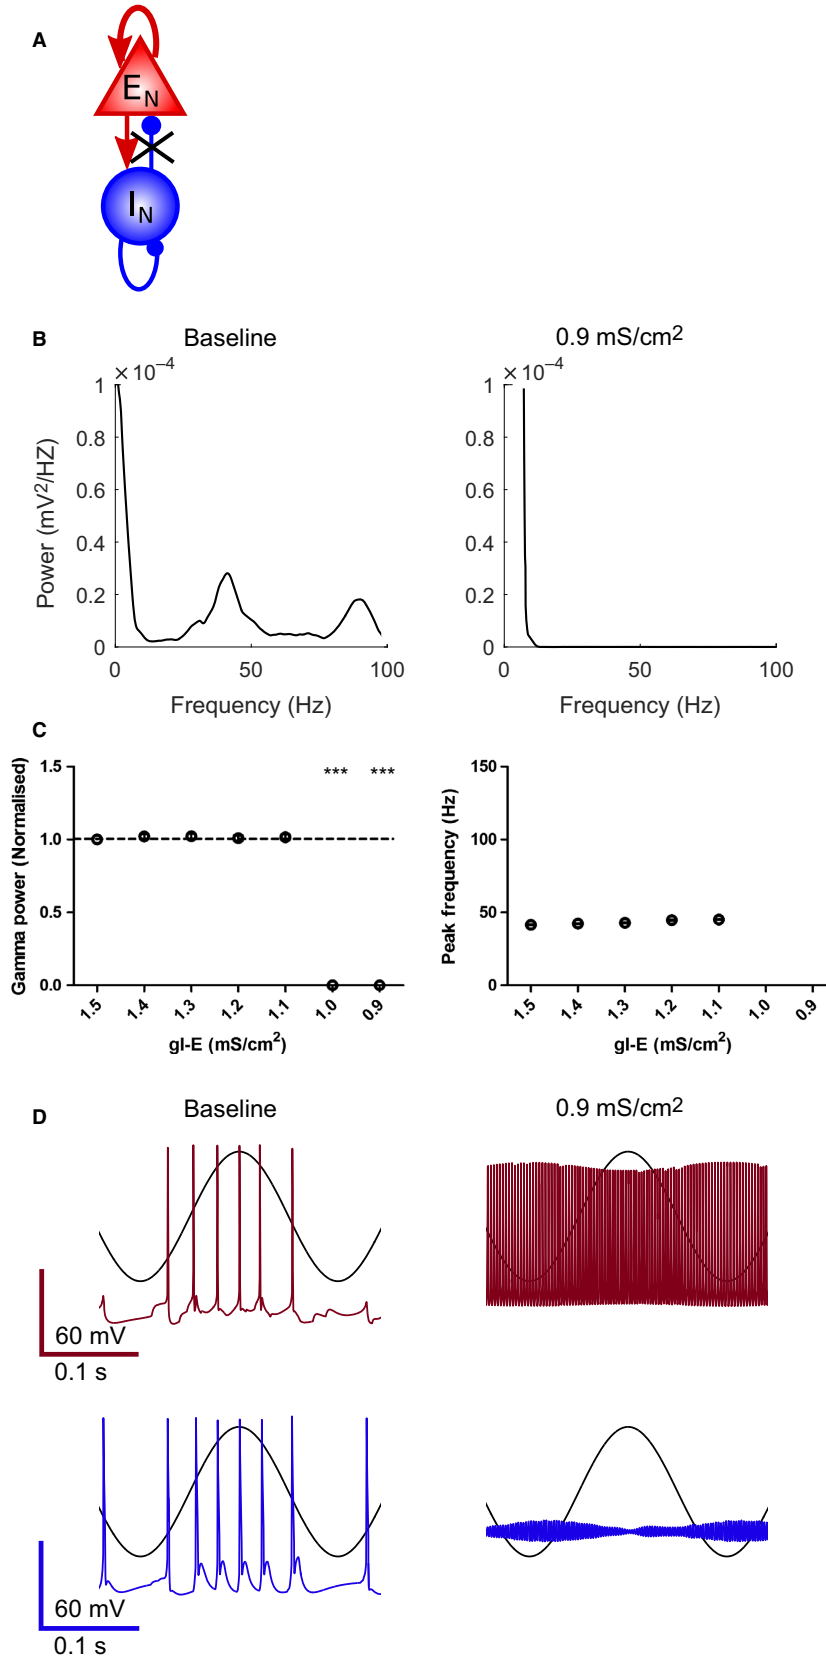 A
E_N
I_N
B
Baseline
0.9 mS/cm²
×10⁻⁴
×10⁻⁴
1
0.8
0.6
0.4
0.2
0
1
0.8
0.6
0.4
0.2
0
Power (mV²/HZ)
0 50 100
0 50 100
Frequency (Hz)
Frequency (Hz)
C
*** ***
1.5
1.0
0.5
0.0
Gamma power (Normalised)
1.5 1.4 1.3 1.2 1.1 1.0 0.9
gI-E (mS/cm²)
150
100
50
0
Peak frequency (Hz)
1.5 1.4 1.3 1.2 1.1 1.0 0.9
gI-E (mS/cm²)
D
Baseline
0.9 mS/cm²
60 mV
0.1 s
60 mV
0.1 s